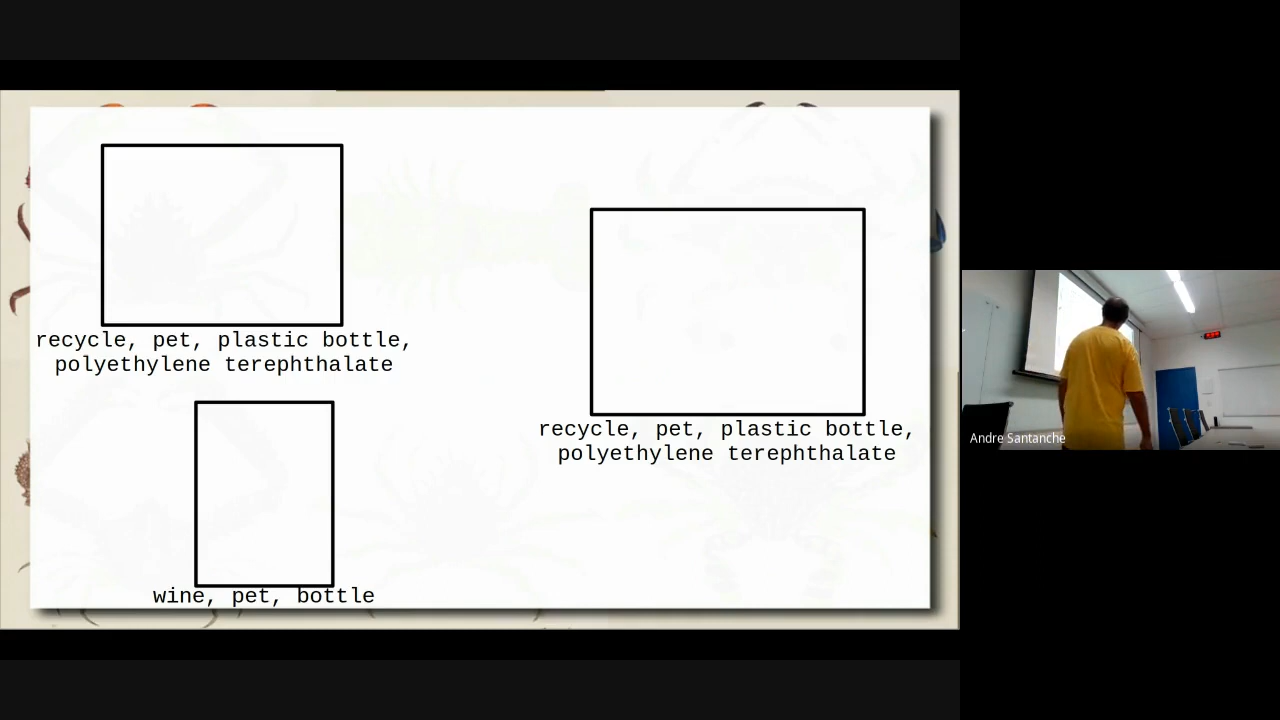 recycle, pet, plastic bottle,
polyethylene terephthalate
recycle, pet, plastic bottle,
polyethylene terephthalate
wine, pet, bottle
Andre Santanche